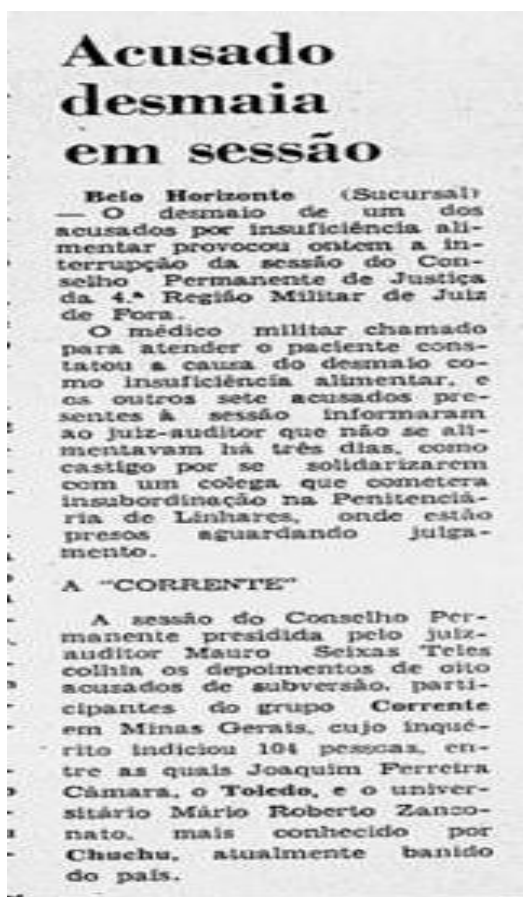 Acusado
desmaia
em sessão
Belo Horizonte (Sucursal)
— O desmaio de um dos
acusados por insuficiência ali-
mentar provocou ontem a in-
terrupção da sessão do Con-
selho Permanente de Justiça
da 4.ª Região Militar de Juiz
de Fora.
O médico militar chamado
para atender o paciente cons-
tatou a causa do desmaio co-
mo insuficiência alimentar, e
os outros sete acusados pre-
sentes à sessão informaram
ao juiz-auditor que não se ali-
mentavam há três dias, como
castigo por se solidarizarem
com um colega que cometera
insubordinação na Penitenciá-
ria de Linhares, onde estão
presos aguardando julga-
mento.
A "CORRENTE"
A sessão do Conselho Per-
manente presidida pelo juiz-
auditor Mauro Seixas Teles
colhia os depoimentos de oito
acusados de subversão, parti-
cipantes do grupo Corrente
em Minas Gerais, cujo inqué-
rito indiciou 104 pessoas, en-
tre as quais Joaquim Ferreira
Câmara, o Toledo, e o univer-
sitário Mário Roberto Zanco-
nato, mais conhecido por
Chuchu, atualmente banido
do país.